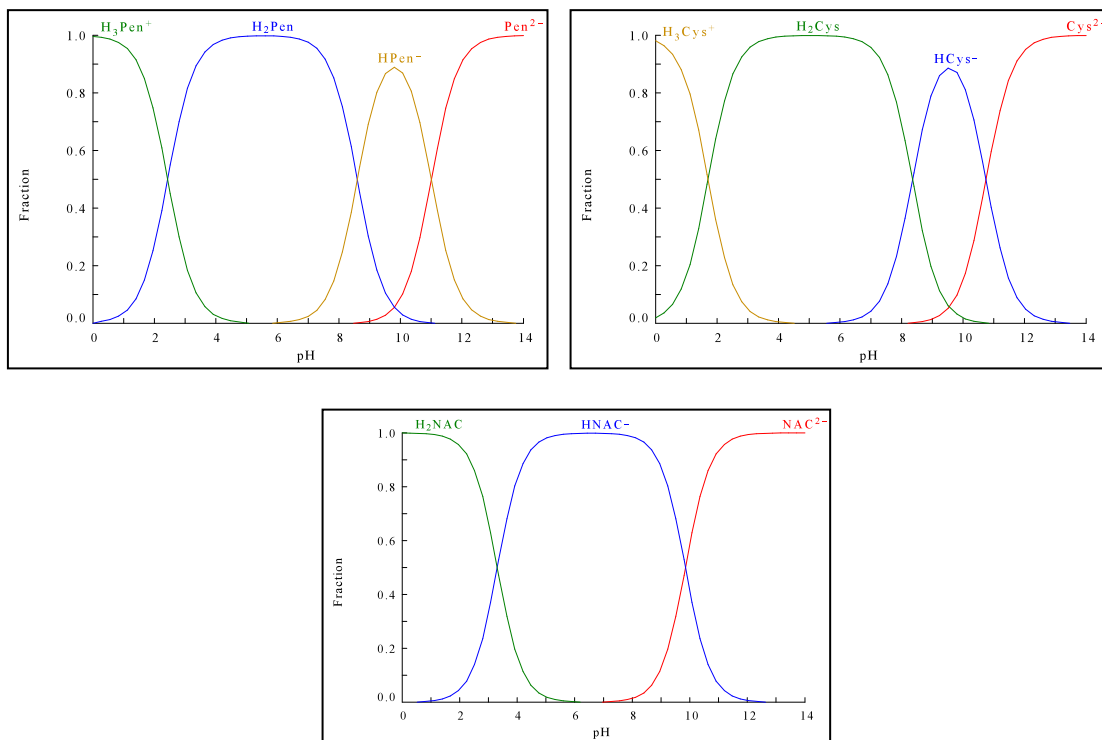 H₃Pen⁺ H₂Pen Pen²⁻
HPen⁻
1.0
0.8
0.6
0.4
0.2
0.0
Fraction
0 2 4 6 8 10 12 14
pH
H₃Cys⁺ H₂Cys Cys²⁻
HCys⁻
1.0
0.8
0.6
0.4
0.2
0.0
Fraction
0 2 4 6 8 10 12 14
pH
H₂NAC HNAC⁻ NAC²⁻
1.0
0.8
0.6
0.4
0.2
0.0
Fraction
0 2 4 6 8 10 12 14
pH